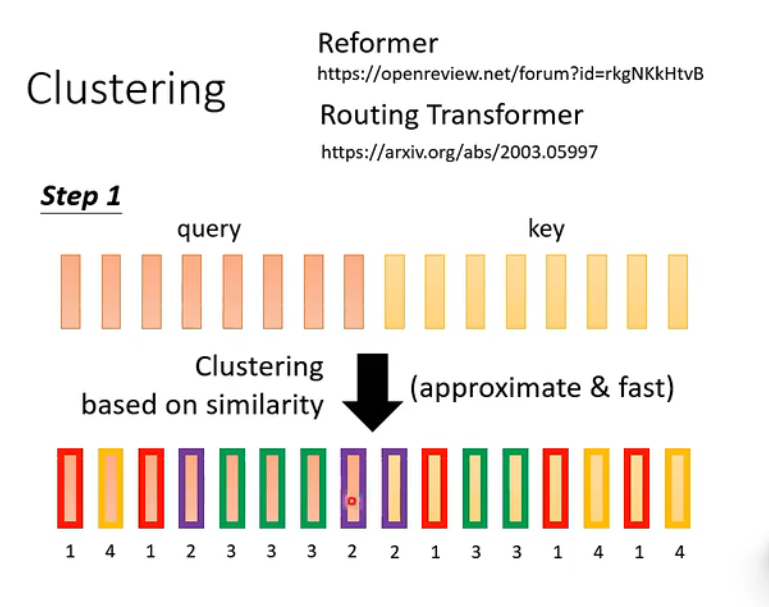 Clustering
Reformer
https://openreview.net/forum?id=rkgNKkHtvB
Routing Transformer
https://arxiv.org/abs/2003.05997
Step 1
query
key
Clustering
based on similarity
(approximate & fast)
1 4 1 2 3 3 3 2 2 1 3 3 1 4 1 4